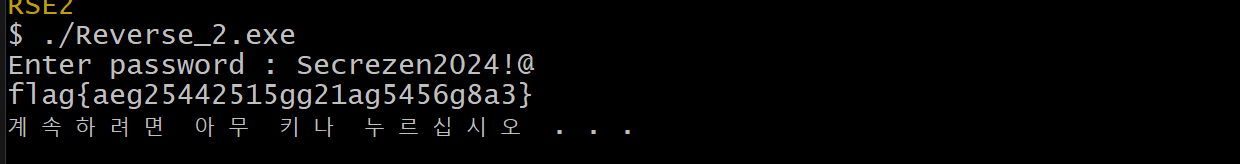 RSE2
$ ./Reverse_2.exe
Enter password : Secrezen2024!@
flag{aeg25442515gg21ag5456g8a3}
계속하려면 아무 키나 누르십시오 . . .